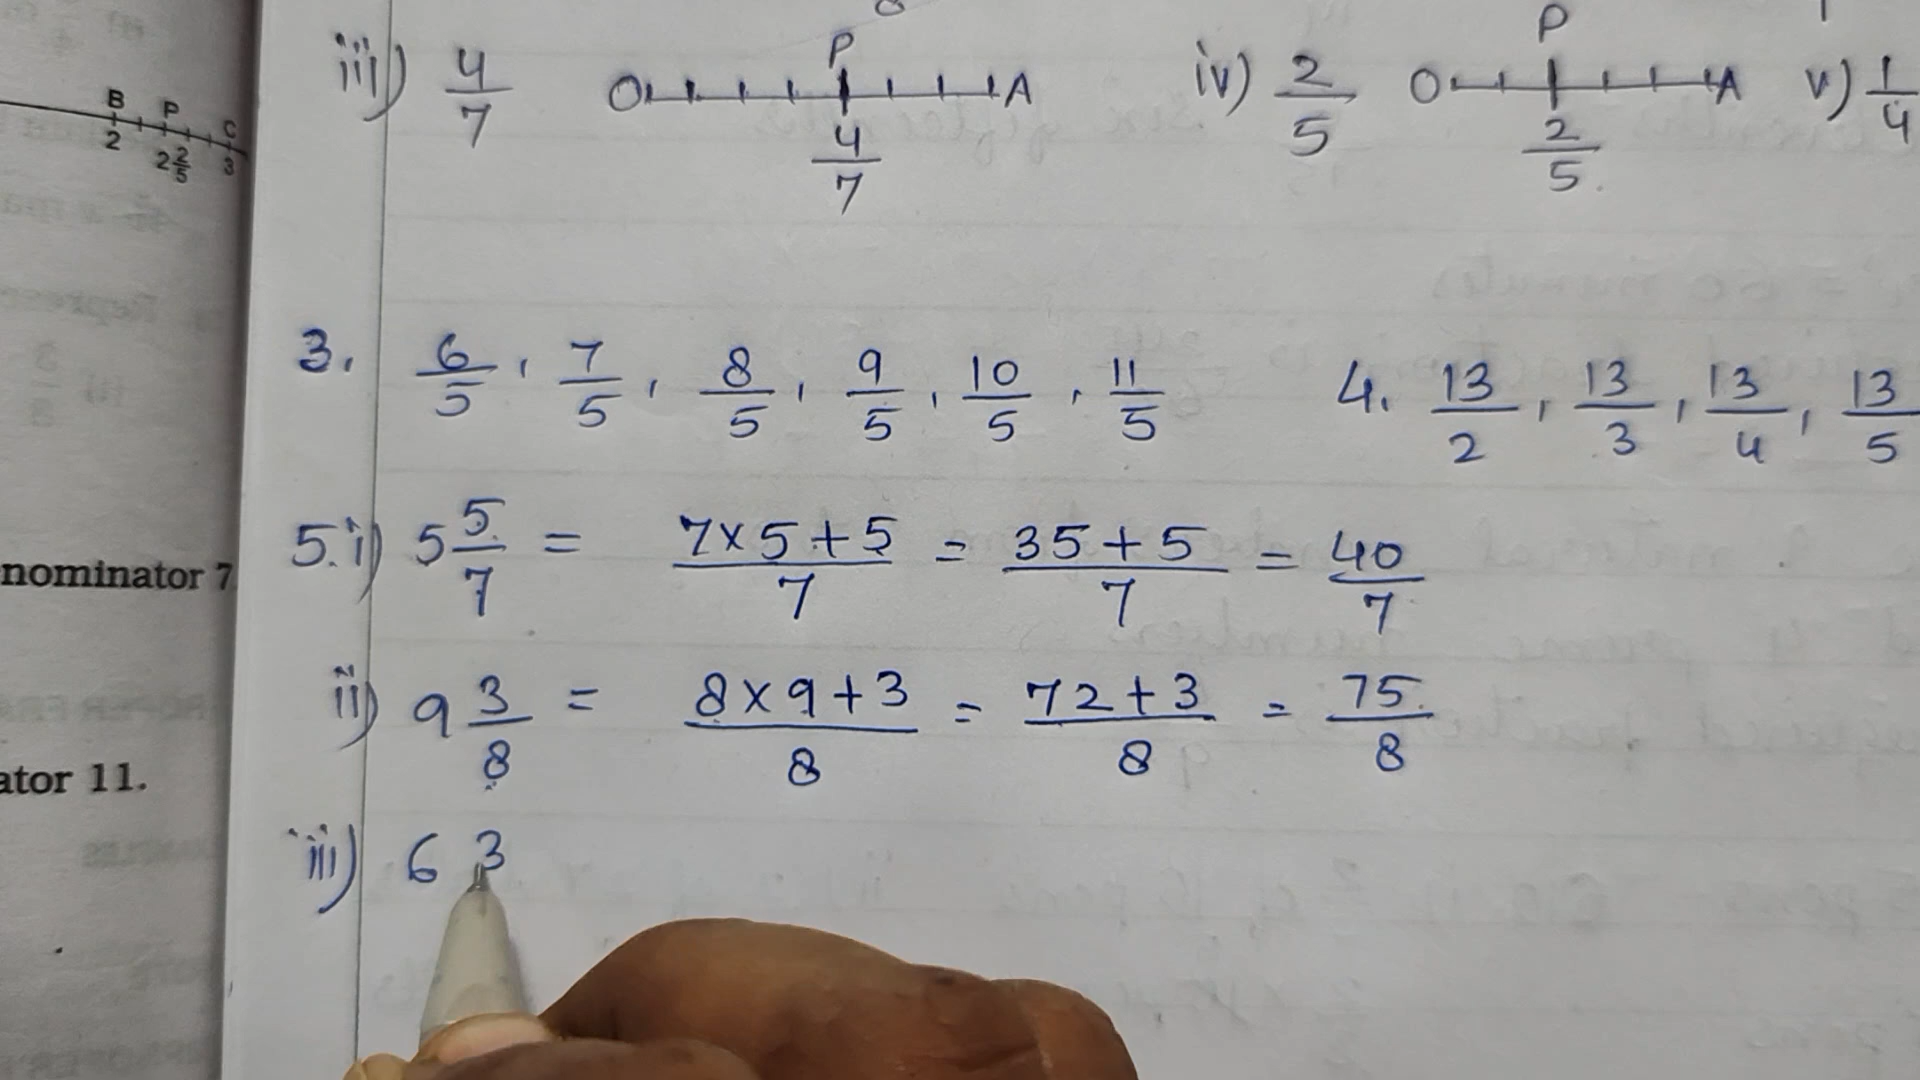 B P C
2 2 2/5 3
nominator 7
ator 11.
iii) 4/7 O P A 4/7 iv) 2/5 O P A 2/5 v) 1/4
3. 6/5, 7/5, 8/5, 9/5, 10/5, 11/5 4. 13/2, 13/3, 13/4, 13/5
5. i) 5 5/7 = 7×5+5/7 = 35+5/7 = 40/7
ii) 9 3/8 = 8×9+3/8 = 72+3/8 = 75/8
iii) 6 3